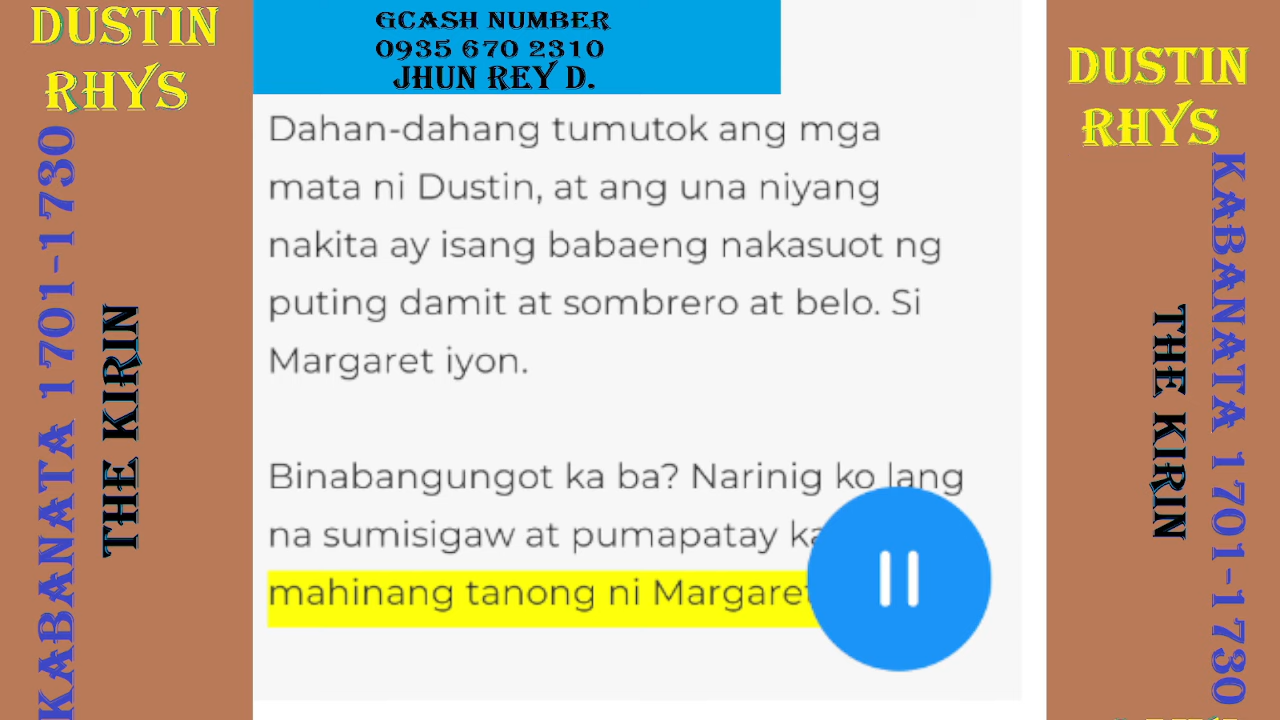 DUSTIN
RHYS
KABANATA 1701-1730
THE KIRIN
GCASH NUMBER
0935 670 2310
JHUN REY D.
Dahan-dahang tumutok ang mga
mata ni Dustin, at ang una niyang
nakita ay isang babaeng nakasuot ng
puting damit at sombrero at belo. Si
Margaret iyon.
Binabangungot ka ba? Narinig ko lang
na sumisigaw at pumapatay ka
mahinang tanong ni Margaret
DUSTIN
RHYS
KABANATA 1701-1730
THE KIRIN